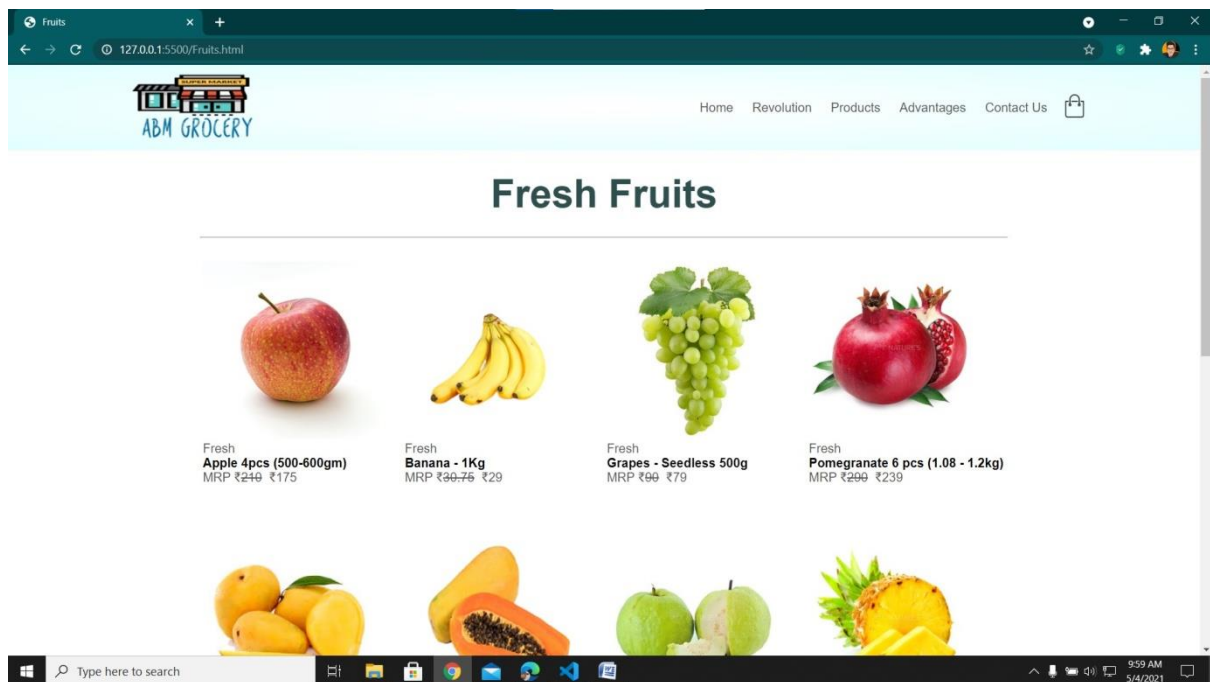 Fruits
127.0.0.1:5500/Fruits.html
SUPER MARKET
ABM GROCERY
Home Revolution Products Advantages Contact Us
Fresh Fruits
Fresh
Apple 4pcs (500-600gm)
MRP ₹210 ₹175
Fresh
Banana - 1Kg
MRP ₹30.75 ₹29
Fresh
Grapes - Seedless 500g
MRP ₹90 ₹79
Fresh
Pomegranate 6 pcs (1.08 - 1.2kg)
MRP ₹290 ₹239
Type here to search
9:59 AM
5/4/2021